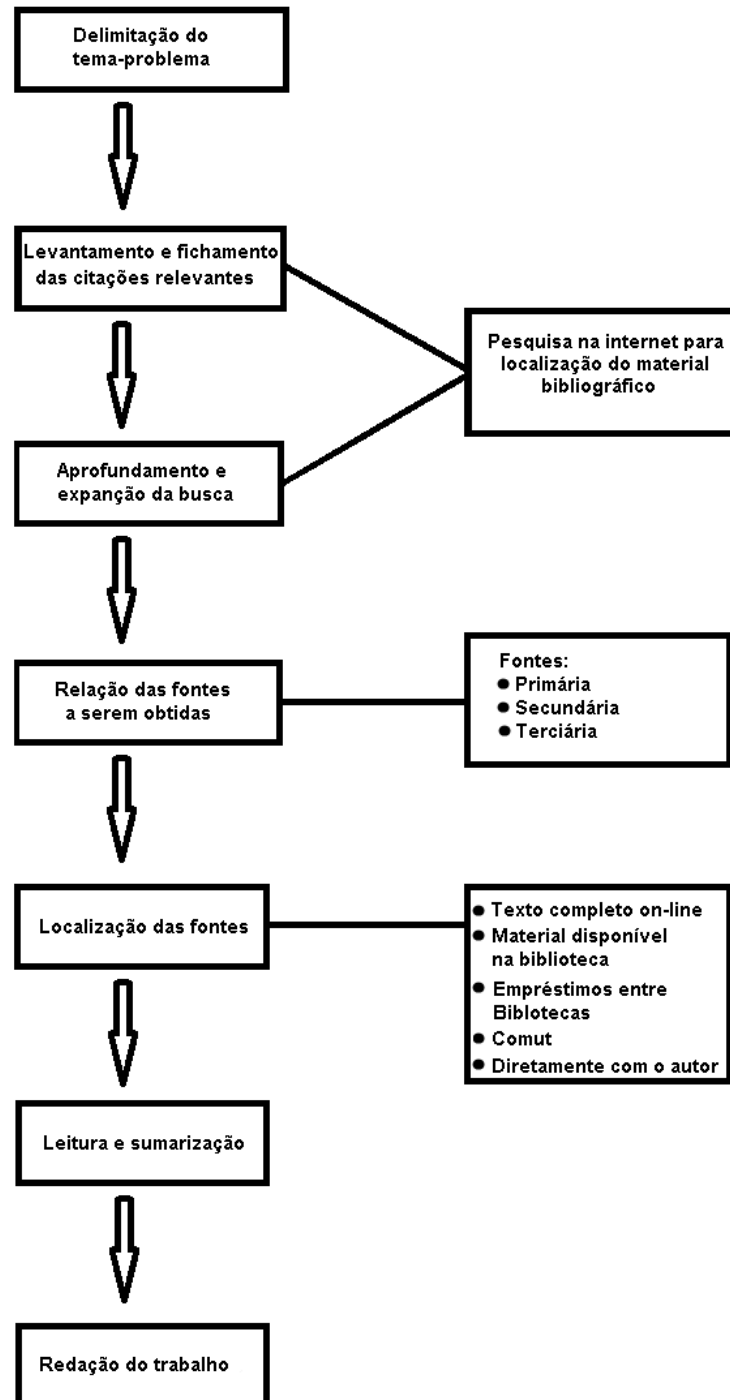 Delimitação do
tema-problema
Levantamento e fichamento
das citações relevantes
Pesquisa na internet para
localização do material
bibliográfico
Aprofundamento e
expanção da busca
Relação das fontes
a serem obtidas
Fontes:
● Primária
● Secundária
● Terciária
Localização das fontes
● Texto completo on-line
● Material disponível
na biblioteca
● Empréstimos entre
Biblotecas
● Comut
● Diretamente com o autor
Leitura e sumarização
Redação do trabalho